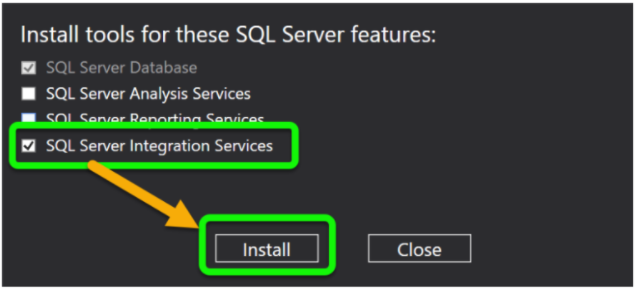 Install tools for these SQL Server features:
SQL Server Database
SQL Server Analysis Services
SQL Server Reporting Services
SQL Server Integration Services
Install
Close